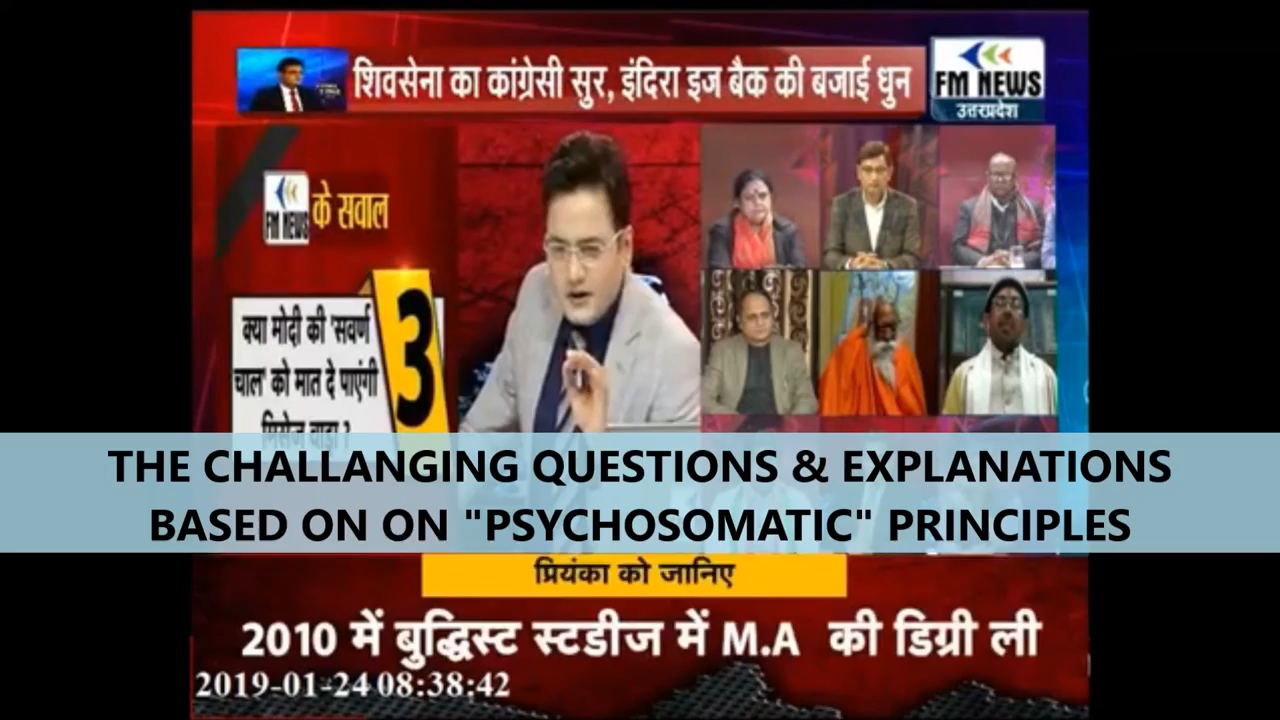 शिवसेना का कांग्रेसी सुर, इंदिरा इज बैक की बजाई धुन
FM NEWS
उत्तरप्रदेश
FM NEWS के सवाल
3
क्या मोदी की 'सवर्ण
चाल' को मात दे पाएंगी
मिसेज वाड्रा ?
THE CHALLANGING QUESTIONS & EXPLANATIONS
BASED ON ON "PSYCHOSOMATIC" PRINCIPLES
प्रियंका को जानिए
2010 में बुद्धिस्ट स्टडीज में M.A की डिग्री ली
2019-01-24 08:38:42